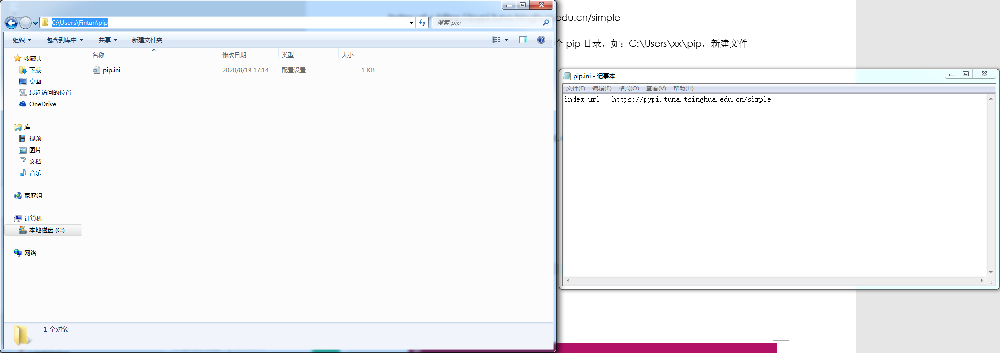 C:\Users\Fintan\pip
搜索 pip
组织
包含到库中
共享
新建文件夹
收藏夹
下载
桌面
最近访问的位置
OneDrive
库
视频
图片
文档
音乐
家庭组
计算机
本地磁盘 (C:)
网络
名称
修改日期
类型
大小
pip.ini
2020/8/19 17:14
配置设置
1 KB
1 个对象
edu.cn/simple
个 pip 目录，如：C:\Users\xx\pip，新建文件
pip.ini - 记事本
文件(F)
编辑(E)
格式(O)
查看(V)
帮助(H)
index-url = https://pypi.tuna.tsinghua.edu.cn/simple